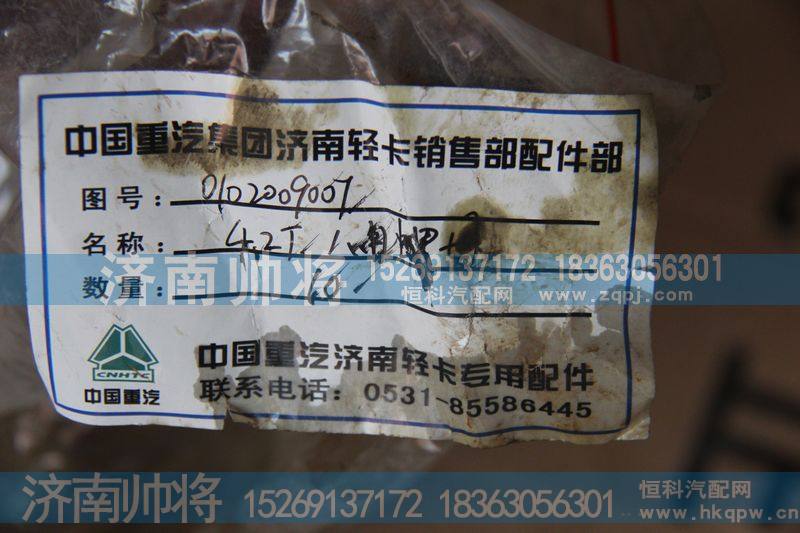 中国重汽集团济南轻卡销售部配件部
图号：0102009007
名称：4.2T
济南帅将 15269137172 18363056301
恒科汽配网
www.zqpj.com
数量：10
中国重汽济南轻卡专用配件
联系电话：0531-85586445
CNHTC
中国重汽
济南帅将 15269137172 18363056301
恒科汽配网
www.hkqpw.cn